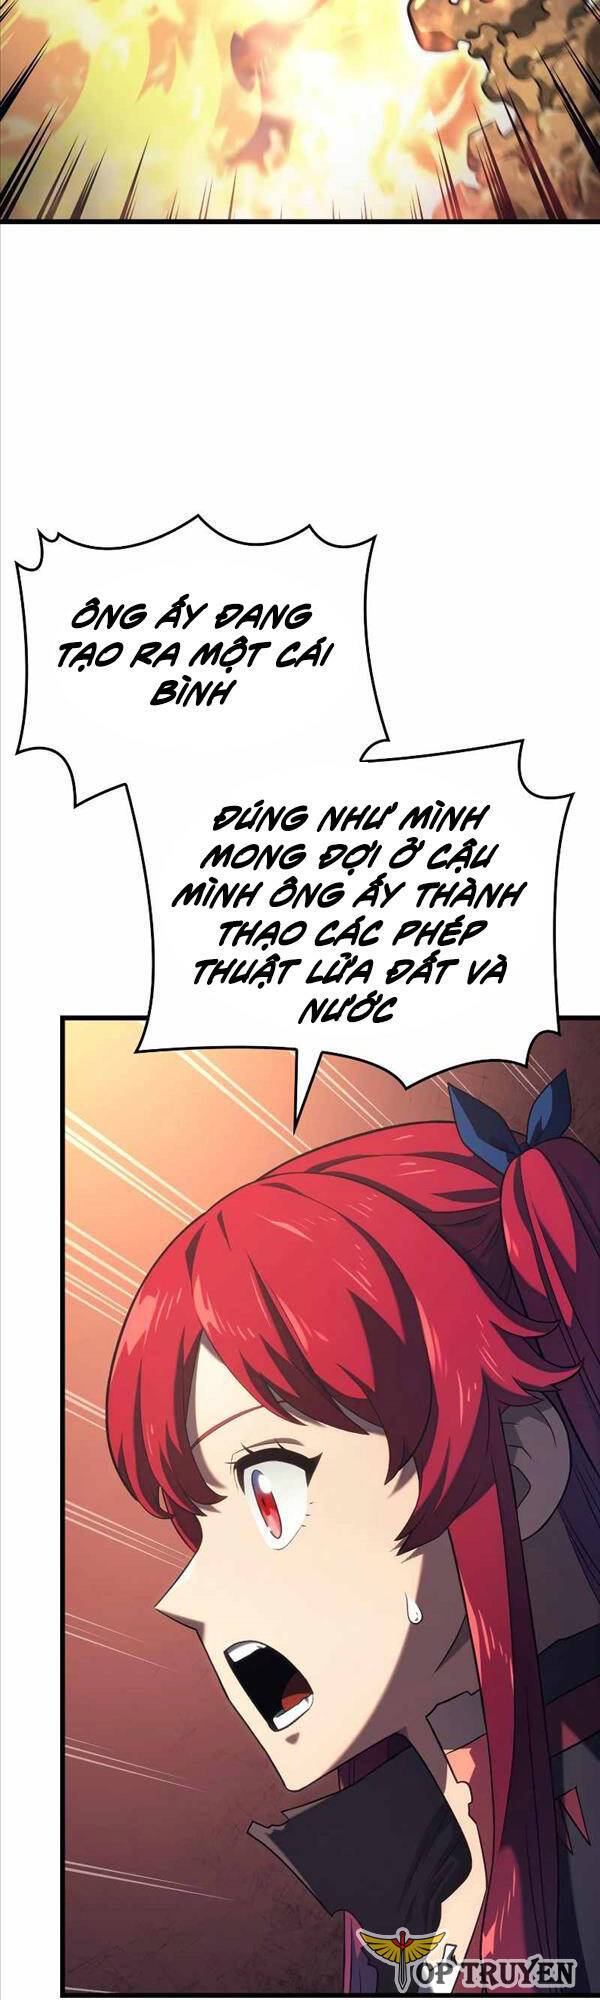 ÔNG ẤY ĐANG
TẠO RA MỘT CÁI
BÌNH
ĐÚNG NHƯ MÌNH
MONG ĐỢI Ở CẬU
MÌNH ÔNG ẤY THÀNH
THẠO CÁC PHÉP
THUẬT LỬA ĐẤT VÀ
NƯỚC
TOP TRUYEN